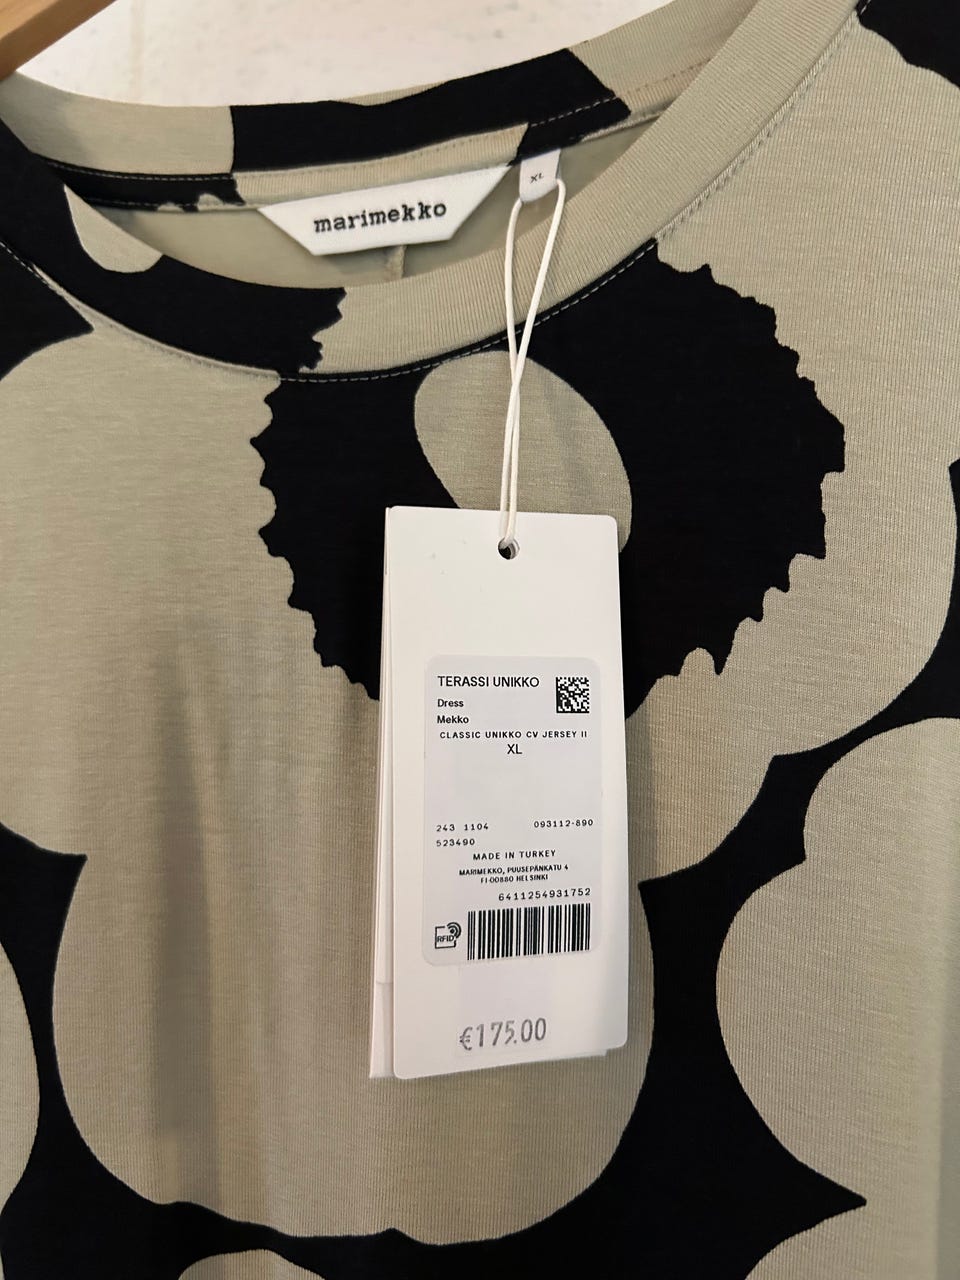 XL
marimekko
TERASSI UNIKKO
Dress
Mekko
CLASSIC UNIKKO CV JERSEY II
XL
243 1104 093112-890
523490
MADE IN TURKEY
MARIMEKKO, PUUSEPÄNKATU 4
FI-00880 HELSINKI
6411254931752
RFID
€175.00